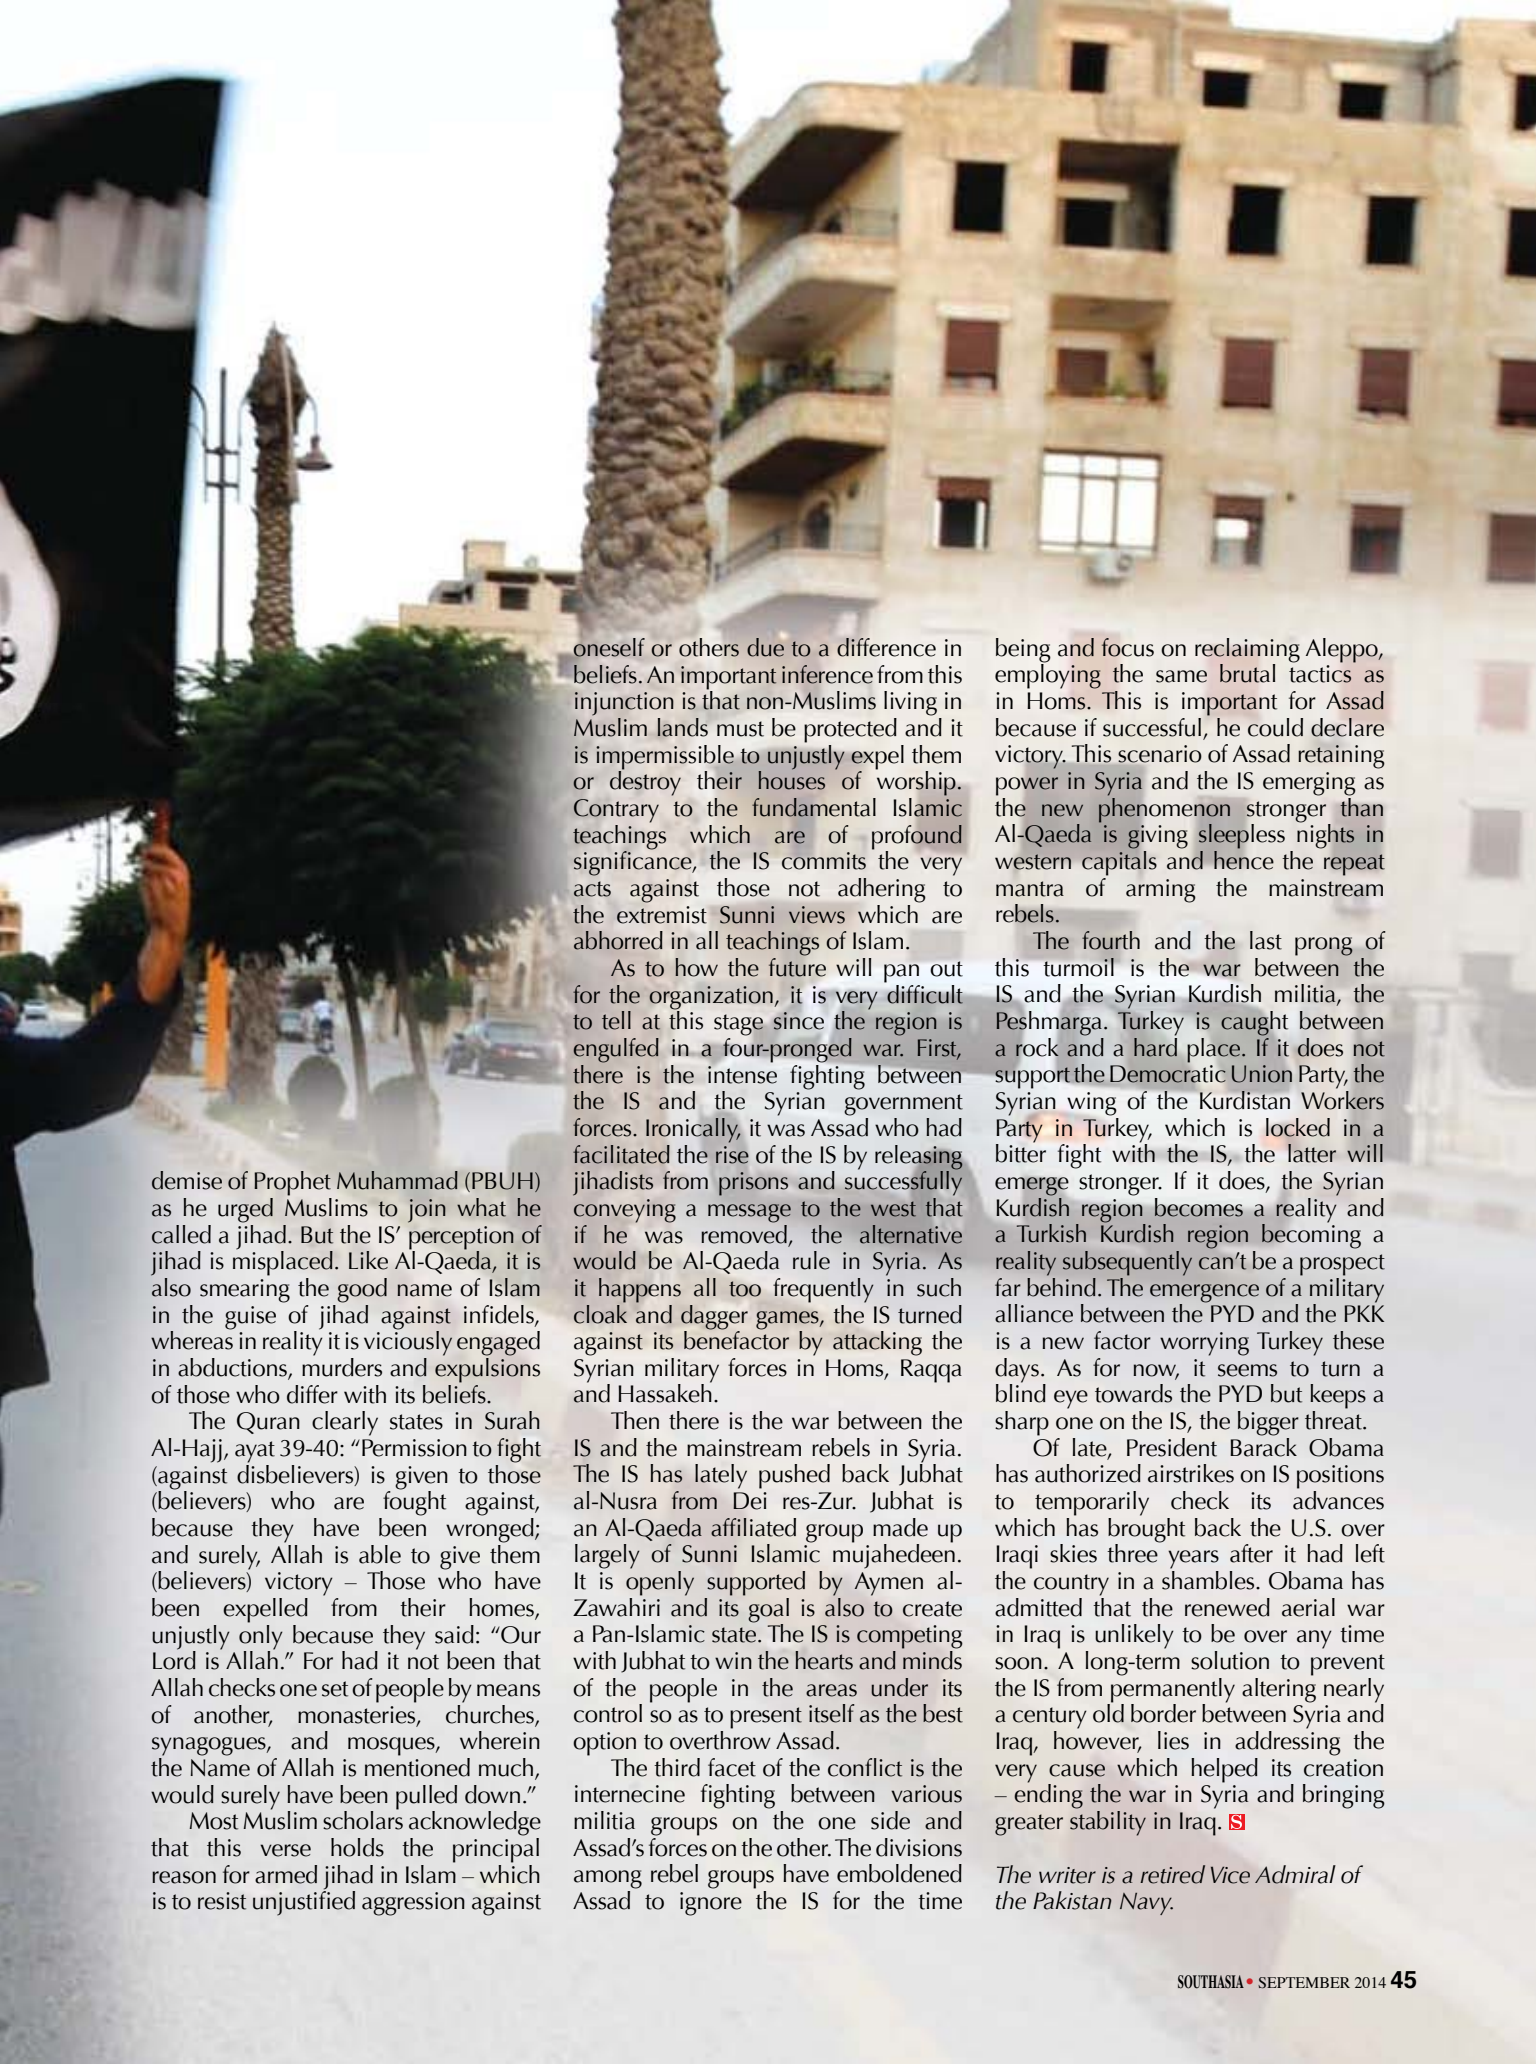 demise of Prophet Muhammad (PBUH)
as he urged Muslims to join what he
called a jihad. But the IS’ perception of
jihad is misplaced. Like Al-Qaeda, it is
also smearing the good name of Islam
in the guise of jihad against infidels,
whereas in reality it is viciously engaged
in abductions, murders and expulsions
of those who differ with its beliefs.
The Quran clearly states in Surah
Al-Hajj, ayat 39-40: “Permission to fight
(against disbelievers) is given to those
(believers) who are fought against,
because they have been wronged;
and surely, Allah is able to give them
(believers) victory – Those who have
been expelled from their homes,
unjustly only because they said: “Our
Lord is Allah.” For had it not been that
Allah checks one set of people by means
of another, monasteries, churches,
synagogues, and mosques, wherein
the Name of Allah is mentioned much,
would surely have been pulled down.”
Most Muslim scholars acknowledge
that this verse holds the principal
reason for armed jihad in Islam – which
is to resist unjustified aggression against
oneself or others due to a difference in
beliefs. An important inference from this
injunction is that non-Muslims living in
Muslim lands must be protected and it
is impermissible to unjustly expel them
or destroy their houses of worship.
Contrary to the fundamental Islamic
teachings which are of profound
significance, the IS commits the very
acts against those not adhering to
the extremist Sunni views which are
abhorred in all teachings of Islam.
As to how the future will pan out
for the organization, it is very difficult
to tell at this stage since the region is
engulfed in a four-pronged war. First,
there is the intense fighting between
the IS and the Syrian government
forces. Ironically, it was Assad who had
facilitated the rise of the IS by releasing
jihadists from prisons and successfully
conveying a message to the west that
if he was removed, the alternative
would be Al-Qaeda rule in Syria. As
it happens all too frequently in such
cloak and dagger games, the IS turned
against its benefactor by attacking the
Syrian military forces in Homs, Raqqa
and Hassakeh.
Then there is the war between the
IS and the mainstream rebels in Syria.
The IS has lately pushed back Jubhat
al-Nusra from Dei res-Zur. Jubhat is
an Al-Qaeda affiliated group made up
largely of Sunni Islamic mujahedeen.
It is openly supported by Aymen al-
Zawahiri and its goal is also to create
a Pan-Islamic state. The IS is competing
with Jubhat to win the hearts and minds
of the people in the areas under its
control so as to present itself as the best
option to overthrow Assad.
The third facet of the conflict is the
internecine fighting between various
militia groups on the one side and
Assad’s forces on the other. The divisions
among rebel groups have emboldened
Assad to ignore the IS for the time
being and focus on reclaiming Aleppo,
employing the same brutal tactics as
in Homs. This is important for Assad
because if successful, he could declare
victory. This scenario of Assad retaining
power in Syria and the IS emerging as
the new phenomenon stronger than
Al-Qaeda is giving sleepless nights in
western capitals and hence the repeat
mantra of arming the mainstream
rebels.
The fourth and the last prong of
this turmoil is the war between the
IS and the Syrian Kurdish militia, the
Peshmarga. Turkey is caught between
a rock and a hard place. If it does not
support the Democratic Union Party, the
Syrian wing of the Kurdistan Workers
Party in Turkey, which is locked in a
bitter fight with the IS, the latter will
emerge stronger. If it does, the Syrian
Kurdish region becomes a reality and
a Turkish Kurdish region becoming a
reality subsequently can’t be a prospect
far behind. The emergence of a military
alliance between the PYD and the PKK
is a new factor worrying Turkey these
days. As for now, it seems to turn a
blind eye towards the PYD but keeps a
sharp one on the IS, the bigger threat.
Of late, President Barack Obama
has authorized airstrikes on IS positions
to temporarily check its advances
which has brought back the U.S. over
Iraqi skies three years after it had left
the country in a shambles. Obama has
admitted that the renewed aerial war
in Iraq is unlikely to be over any time
soon. A long-term solution to prevent
the IS from permanently altering nearly
a century old border between Syria and
Iraq, however, lies in addressing the
very cause which helped its creation
– ending the war in Syria and bringing
greater stability in Iraq. S
The writer is a retired Vice Admiral of
the Pakistan Navy.
SOUTHASIA • SEPTEMBER 2014 45